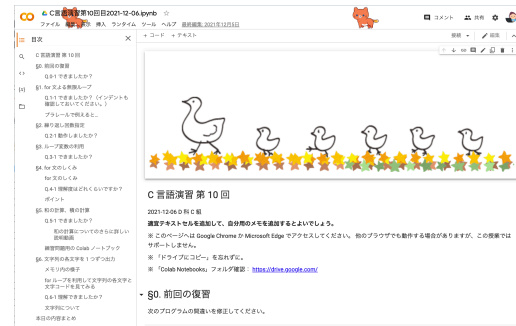 C言語演習第10回目2021-12-06.ipynb
ファイル 編集 表示 挿入 ランタイム ツール ヘルプ 最終編集: 2021年12月5日
コメント 共有
目次
+ コード + テキスト
接続 編集
C 言語演習 第 10 回
§0. 前回の復習
Q.0-1 できましたか?
§1. for 文よる無限ループ
Q.1-1 できますか?(インデントも
確認しておいてください。)
プラレールで例えると。
§2. 繰り返し回数指定
Q.2-1 動作しましたか?
§3. ループ変数の利用
Q.3-1 できましたか?
§4. for 文のしくみ
for 文のしくみ
Q.4-1 理解度はどれくらいですか?
ポイント
§5. 和の計算、積の計算
Q.5-1 できましたか?
和の計算についてのさらに詳しい
説明動画
練習問題用の Colab ノートブック
§6. 文字列の各文字を 1 つずつ出力
メモリ内の様子
for ループを利用して文字列の各文字と
文字コードを見てみる
Q.6-1 理解できましたか?
文字列について
本日の内容まとめ
C 言語演習 第 10 回
2021-12-06 D 科 C 組
適宜テキストセルを追加して、自分用のメモを追加するとよいでしょう。
※ このページへは Google Chrome か Microsoft Edge でアクセスしてください。 他のブラウザでも動作する場合がありますが、この授業では
サポートしません。
※ 「ドライブにコピー」を忘れずに。
※ 「Colab Notebooks」フォルダ確認: https://drive.google.com/
§0. 前回の復習
次のプログラムの間違いを修正してください。